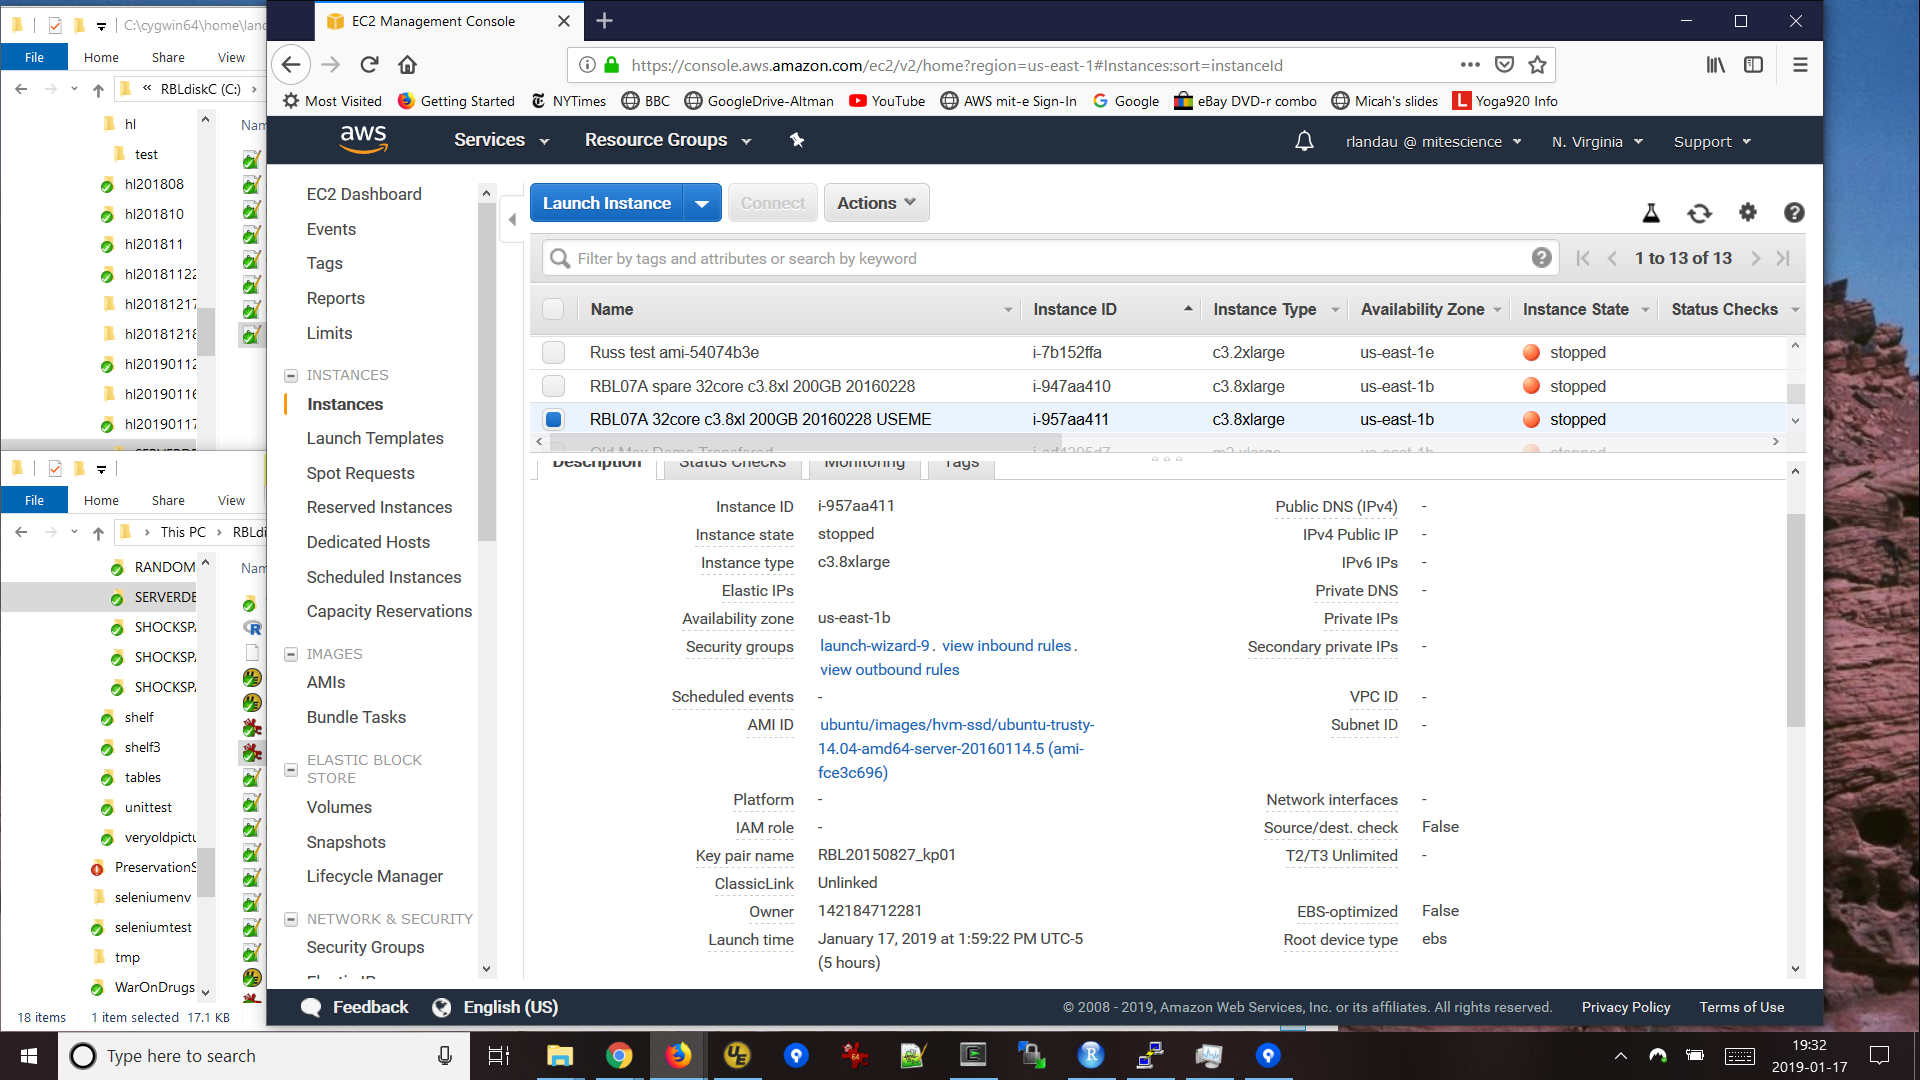 C:\cygwin64\home\land
File Home Share View
« RBLdiskC (C:) >
hl
test
hl201808
hl201810
hl201811
hl20181122
hl20181217
hl20181218
hl20190112
hl20190116
hl20190117
Nam
File Home Share View
> This PC > RBLdi
RANDOM
SERVERDE
SHOCKSPA
SHOCKSPA
SHOCKSPA
shelf
shelf3
tables
unittest
veryoldpictu
PreservationS
seleniumenv
seleniumtest
tmp
WarOnDrugs
Nam
18 items 1 item selected 17.1 KB
EC2 Management Console
https://console.aws.amazon.com/ec2/v2/home?region=us-east-1#Instances:sort=instanceId
Most Visited Getting Started NYTimes BBC GoogleDrive-Altman YouTube AWS mit-e Sign-In Google eBay DVD-r combo Micah's slides Yoga920 Info
aws Services Resource Groups rlandau @ mitescience N. Virginia Support
EC2 Dashboard
Events
Tags
Reports
Limits
INSTANCES
Instances
Launch Templates
Spot Requests
Reserved Instances
Dedicated Hosts
Scheduled Instances
Capacity Reservations
IMAGES
AMIs
Bundle Tasks
ELASTIC BLOCK
STORE
Volumes
Snapshots
Lifecycle Manager
NETWORK & SECURITY
Security Groups
Elastic IPs
Launch Instance Connect Actions
Filter by tags and attributes or search by keyword 1 to 13 of 13
Name Instance ID Instance Type Availability Zone Instance State Status Checks
Russ test ami-54074b3e i-7b152ffa c3.2xlarge us-east-1e stopped
RBL07A spare 32core c3.8xl 200GB 20160228 i-947aa410 c3.8xlarge us-east-1b stopped
RBL07A 32core c3.8xl 200GB 20160228 USEME i-957aa411 c3.8xlarge us-east-1b stopped
Description Status Checks Monitoring Tags
Instance ID i-957aa411 Public DNS (IPv4) -
Instance state stopped IPv4 Public IP -
Instance type c3.8xlarge IPv6 IPs -
Elastic IPs Private DNS -
Availability zone us-east-1b Private IPs -
Security groups launch-wizard-9. view inbound rules. Secondary private IPs -
view outbound rules
Scheduled events - VPC ID -
AMI ID ubuntu/images/hvm-ssd/ubuntu-trusty- Subnet ID -
14.04-amd64-server-20160114.5 (ami-
fce3c696)
Platform - Network interfaces -
IAM role - Source/dest. check False
Key pair name RBL20150827_kp01 T2/T3 Unlimited -
ClassicLink Unlinked
Owner 142184712281 EBS-optimized False
Launch time January 17, 2019 at 1:59:22 PM UTC-5 Root device type ebs
(5 hours)
Feedback English (US) © 2008 - 2019, Amazon Web Services, Inc. or its affiliates. All rights reserved. Privacy Policy Terms of Use
Type here to search
19:32
2019-01-17